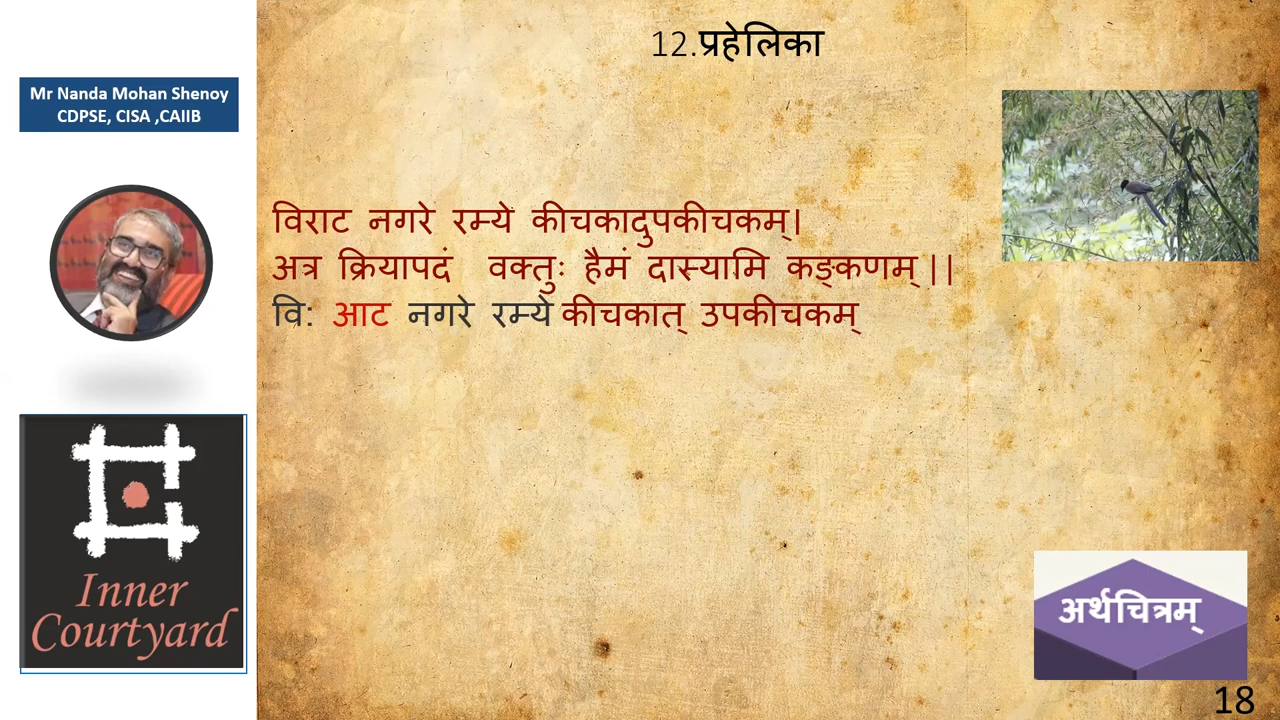 12.प्रहेलिका
Mr Nanda Mohan Shenoy
CDPSE, CISA ,CAIIB
विराट नगरे रम्ये कीचकादुपकीचकम्।
अत्र क्रियापदं वक्तुः हैमं दास्यामि कङ्कणम्||
वि: आट नगरे रम्ये कीचकात् उपकीचकम्
Inner
Courtyard
अर्थचित्रम्
18